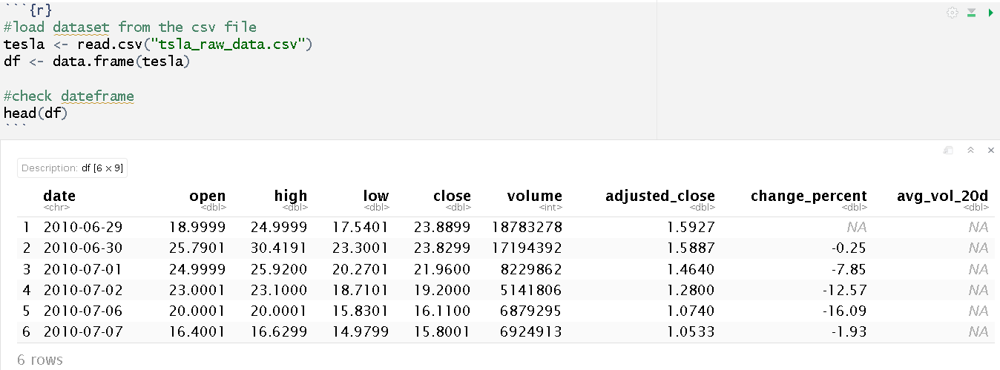 ```{r}
#load dataset from the csv file
tesla <- read.csv("tsla_raw_data.csv")
df <- data.frame(tesla)
#check dateframe
head(df)
```
Description: df [6 × 9]
date open high low close volume adjusted_close change_percent avg_vol_20d
<chr> <dbl> <dbl> <dbl> <dbl> <int> <dbl> <dbl> <dbl>
1 2010-06-29 18.9999 24.9999 17.5401 23.8899 18783278 1.5927 NA NA
2 2010-06-30 25.7901 30.4191 23.3001 23.8299 17194392 1.5887 -0.25 NA
3 2010-07-01 24.9999 25.9200 20.2701 21.9600 8229862 1.4640 -7.85 NA
4 2010-07-02 23.0001 23.1000 18.7101 19.2000 5141806 1.2800 -12.57 NA
5 2010-07-06 20.0001 20.0001 15.8301 16.1100 6879295 1.0740 -16.09 NA
6 2010-07-07 16.4001 16.6299 14.9799 15.8001 6924913 1.0533 -1.93 NA
6 rows